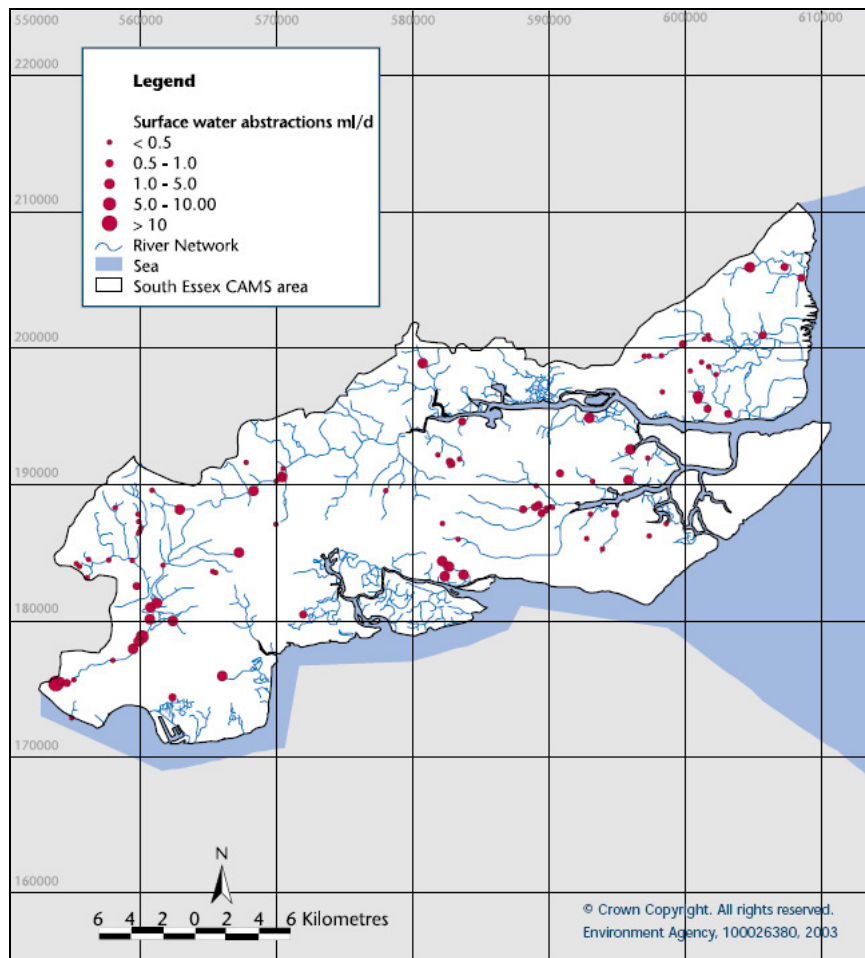 550000 560000 570000 580000 590000 600000 610000
220000
Legend
Surface water abstractions ml/d
< 0.5
0.5 - 1.0
1.0 - 5.0
5.0 - 10.00
> 10
River Network
Sea
South Essex CAMS area
210000
200000
190000
180000
170000
160000
N
6 4 2 0 2 4 6 Kilometres
© Crown Copyright. All rights reserved.
Environment Agency, 100026380, 2003